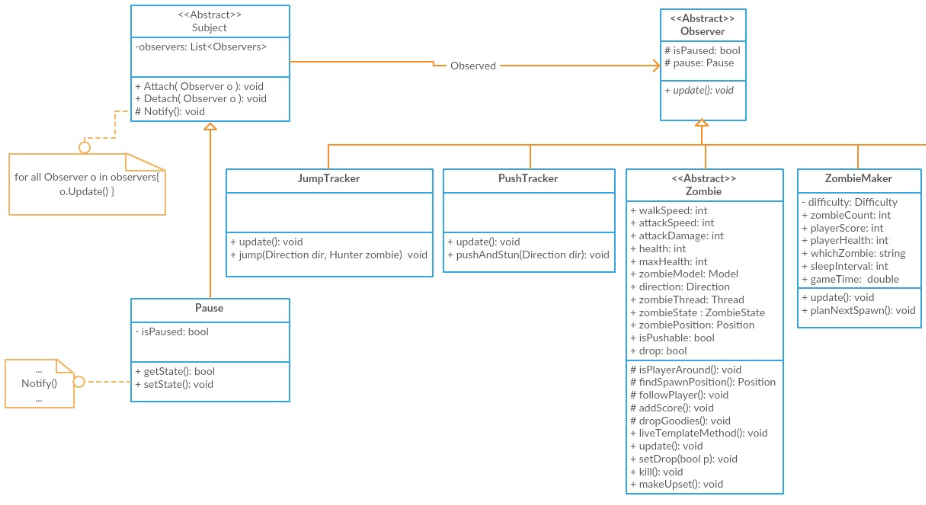 <<Abstract>>
Subject
-observers: List<Observers>
+ Attach( Observer o ): void
+ Detach( Observer o ): void
# Notify(): void
for all Observer o in observers{
o.Update() }
Observed
<<Abstract>>
Observer
# isPaused: bool
# pause: Pause
+ update(): void
JumpTracker
+ update(): void
+ jump(Direction dir, Hunter zombie) void
PushTracker
+ update(): void
+ pushAndStun(Direction dir): void
<<Abstract>>
Zombie
+ walkSpeed: int
+ attackSpeed: int
+ attackDamage: int
+ health: int
+ maxHealth: int
+ zombieModel: Model
+ direction: Direction
+ zombieThread: Thread
+ zombieState : ZombieState
+ zombiePosition: Position
+ isPushable: bool
+ drop: bool
# isPlayerAround(): void
# findSpawnPosition(): Position
# followPlayer(): void
# addScore(): void
# dropGoodies(): void
+ liveTemplateMethod(): void
+ update(): void
+ setDrop(bool p): void
+ kill(): void
+ makeUpset(): void
ZombieMaker
- difficulty: Difficulty
+ zombieCount: int
+ playerScore: int
+ playerHealth: int
+ whichZombie: string
+ sleepInterval: int
+ gameTime: double
+ update(): void
+ planNextSpawn(): void
Pause
- isPaused: bool
+ getState(): bool
+ setState(): void
...
Notify()
...